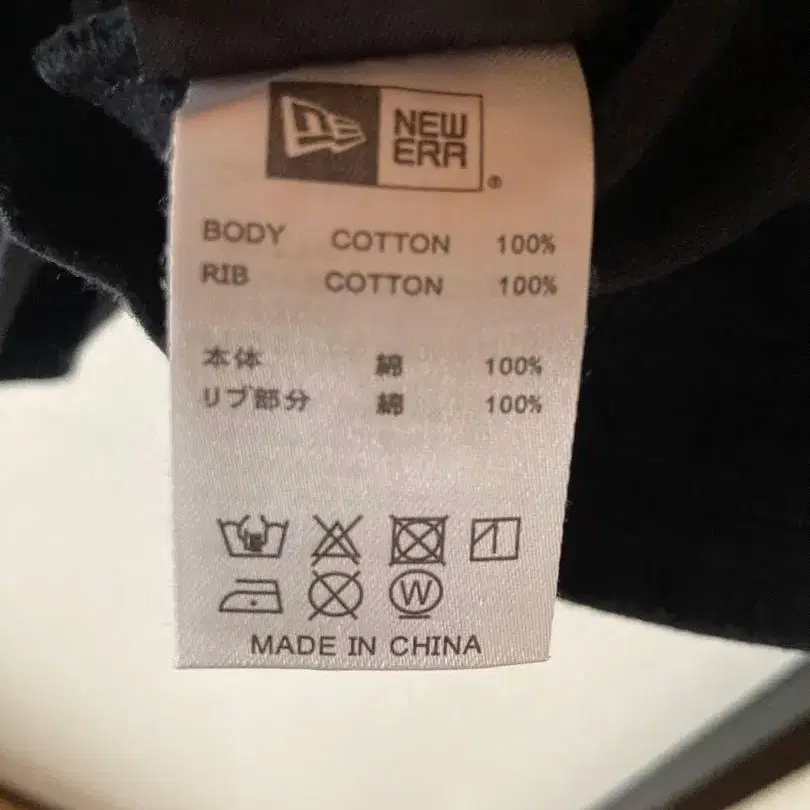 NEW
ERA
®
BODY COTTON 100%
RIB COTTON 100%
本体 綿 100%
リブ部分 綿 100%
W
MADE IN CHINA